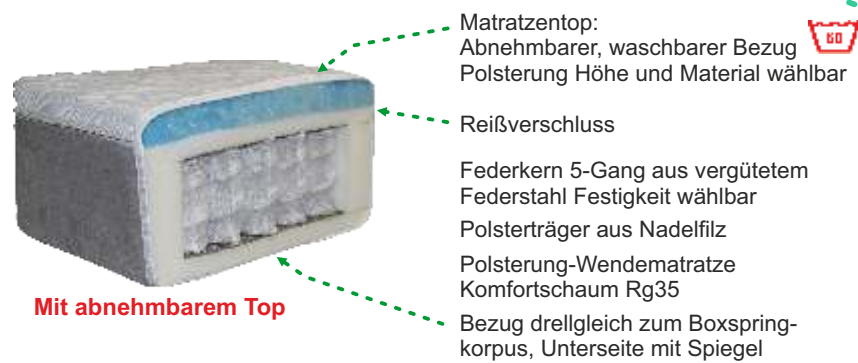 Matratzentop:
Abnehmbarer, waschbarer Bezug
60
Polsterung Höhe und Material wählbar
Reißverschluss
Federkern 5-Gang aus vergütetem
Federstahl Festigkeit wählbar
Polsterträger aus Nadelfilz
Polsterung-Wendematratze
Komfortschaum Rg35
Bezug drellgleich zum Boxspring-
korpus, Unterseite mit Spiegel
Mit abnehmbarem Top